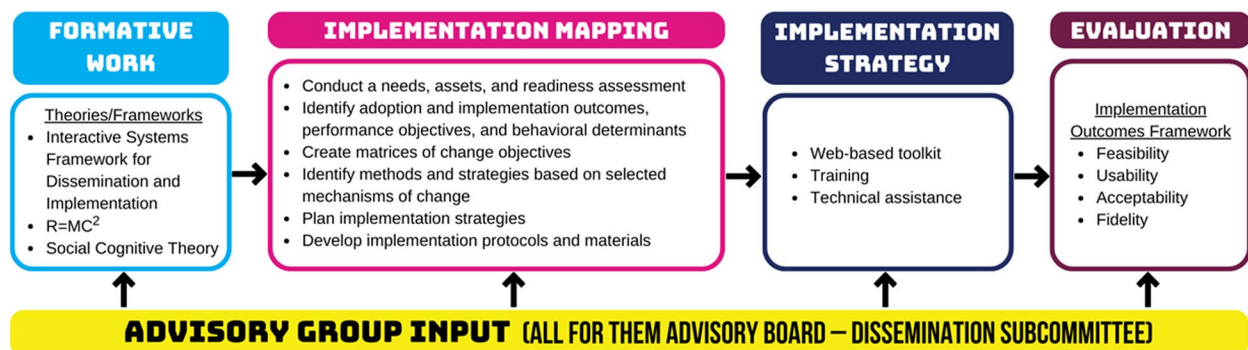 FORMATIVE
WORK
Theories/Frameworks
• Interactive Systems
Framework for
Dissemination and
Implementation
• R=MC²
• Social Cognitive Theory
IMPLEMENTATION MAPPING
• Conduct a needs, assets, and readiness assessment
• Identify adoption and implementation outcomes,
performance objectives, and behavioral determinants
• Create matrices of change objectives
• Identify methods and strategies based on selected
mechanisms of change
• Plan implementation strategies
• Develop implementation protocols and materials
IMPLEMENTATION
STRATEGY
• Web-based toolkit
• Training
• Technical assistance
EVALUATION
Implementation
Outcomes Framework
• Feasibility
• Usability
• Acceptability
• Fidelity
ADVISORY GROUP INPUT (ALL FOR THEM ADVISORY BOARD – DISSEMINATION SUBCOMMITTEE)